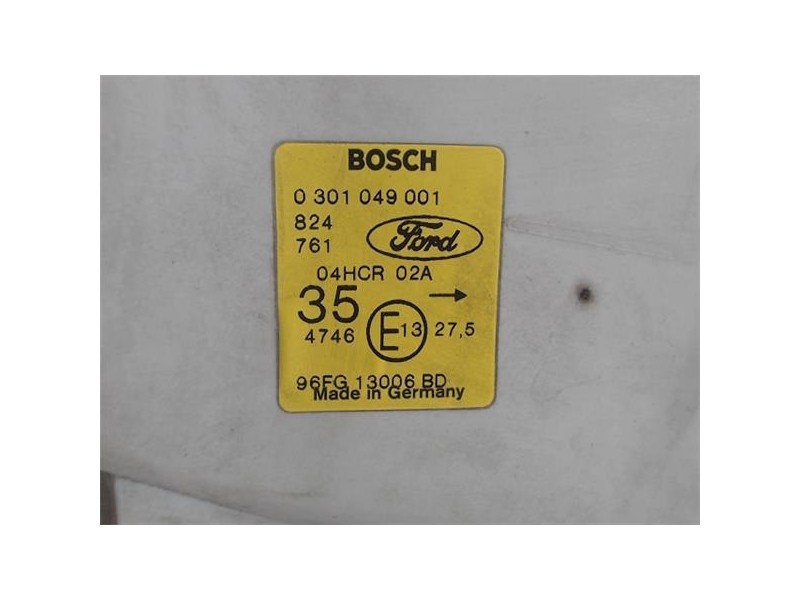 BOSCH
0 301 049 001
824
761 Ford
04HCR 02A
35 →
4746 E13 27,5
96FG 13006 BD
Made in Germany